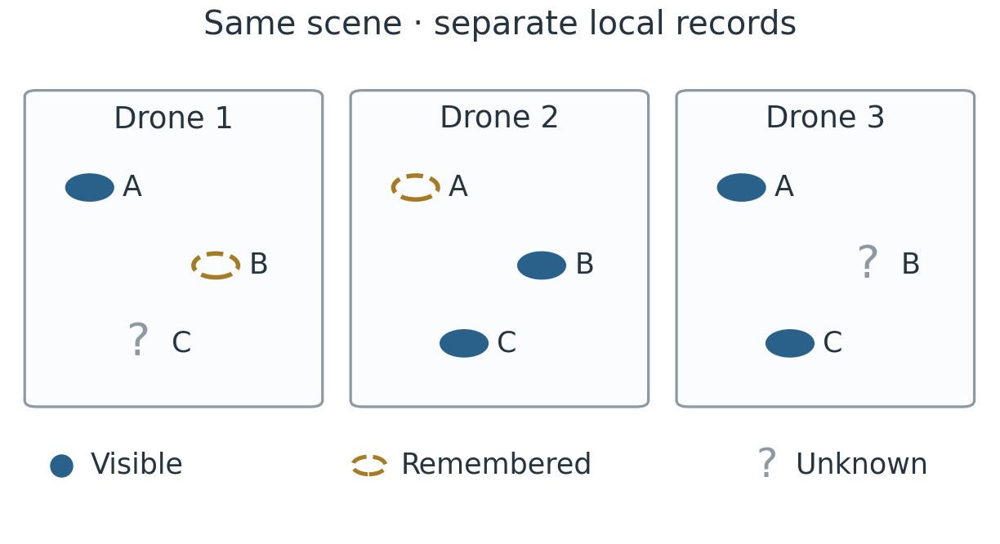 Same scene · separate local records
Drone 1
A
B
? C
Drone 2
A
B
C
Drone 3
A
? B
C
Visible
Remembered
? Unknown